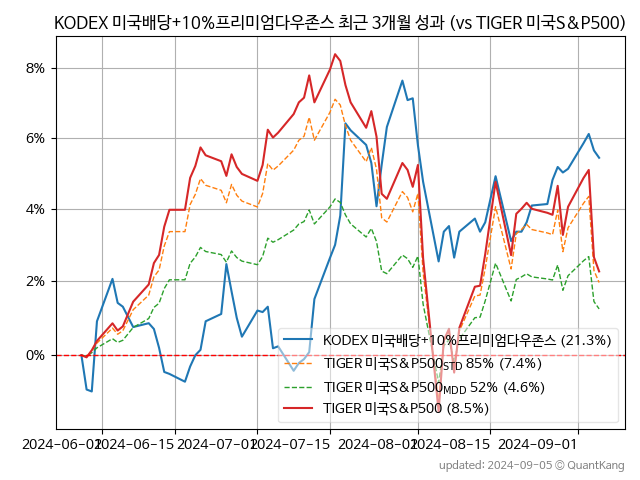 KODEX 미국배당+10%프리미엄다우존스 최근 3개월 성과 (vs TIGER 미국S&P500)
8%
6%
4%
2%
0%
KODEX 미국배당+10%프리미엄다우존스 (21.3%)
TIGER 미국S&P500STD 85% (7.4%)
TIGER 미국S&P500MDD 52% (4.6%)
TIGER 미국S&P500 (8.5%)
2024-06-01 2024-06-15 2024-07-01 2024-07-15 2024-08-01 2024-08-15 2024-09-01
updated: 2024-09-05 © QuantKang